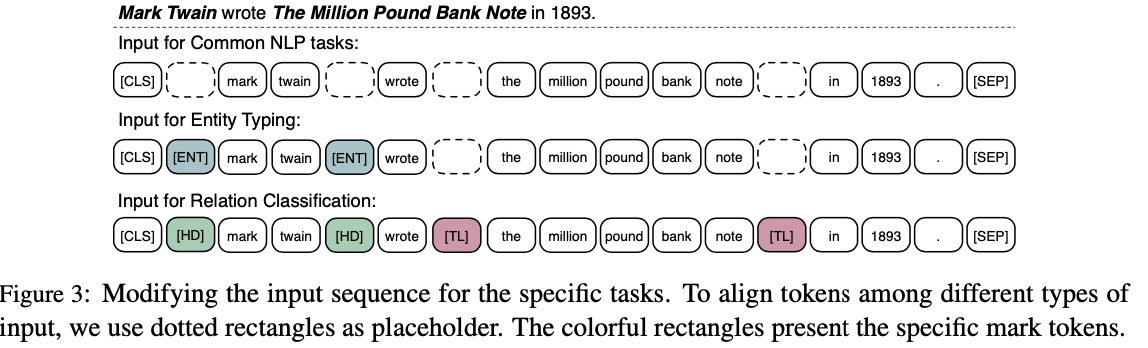 Mark Twain wrote The Million Pound Bank Note in 1893.
Input for Common NLP tasks:
[CLS] mark twain wrote the million pound bank note in 1893 . [SEP]
Input for Entity Typing:
[CLS] [ENT] mark twain [ENT] wrote the million pound bank note in 1893 . [SEP]
Input for Relation Classification:
[CLS] [HD] mark twain [HD] wrote [TL] the million pound bank note [TL] in 1893 . [SEP]
Figure 3: Modifying the input sequence for the specific tasks. To align tokens among different types of
input, we use dotted rectangles as placeholder. The colorful rectangles present the specific mark tokens.